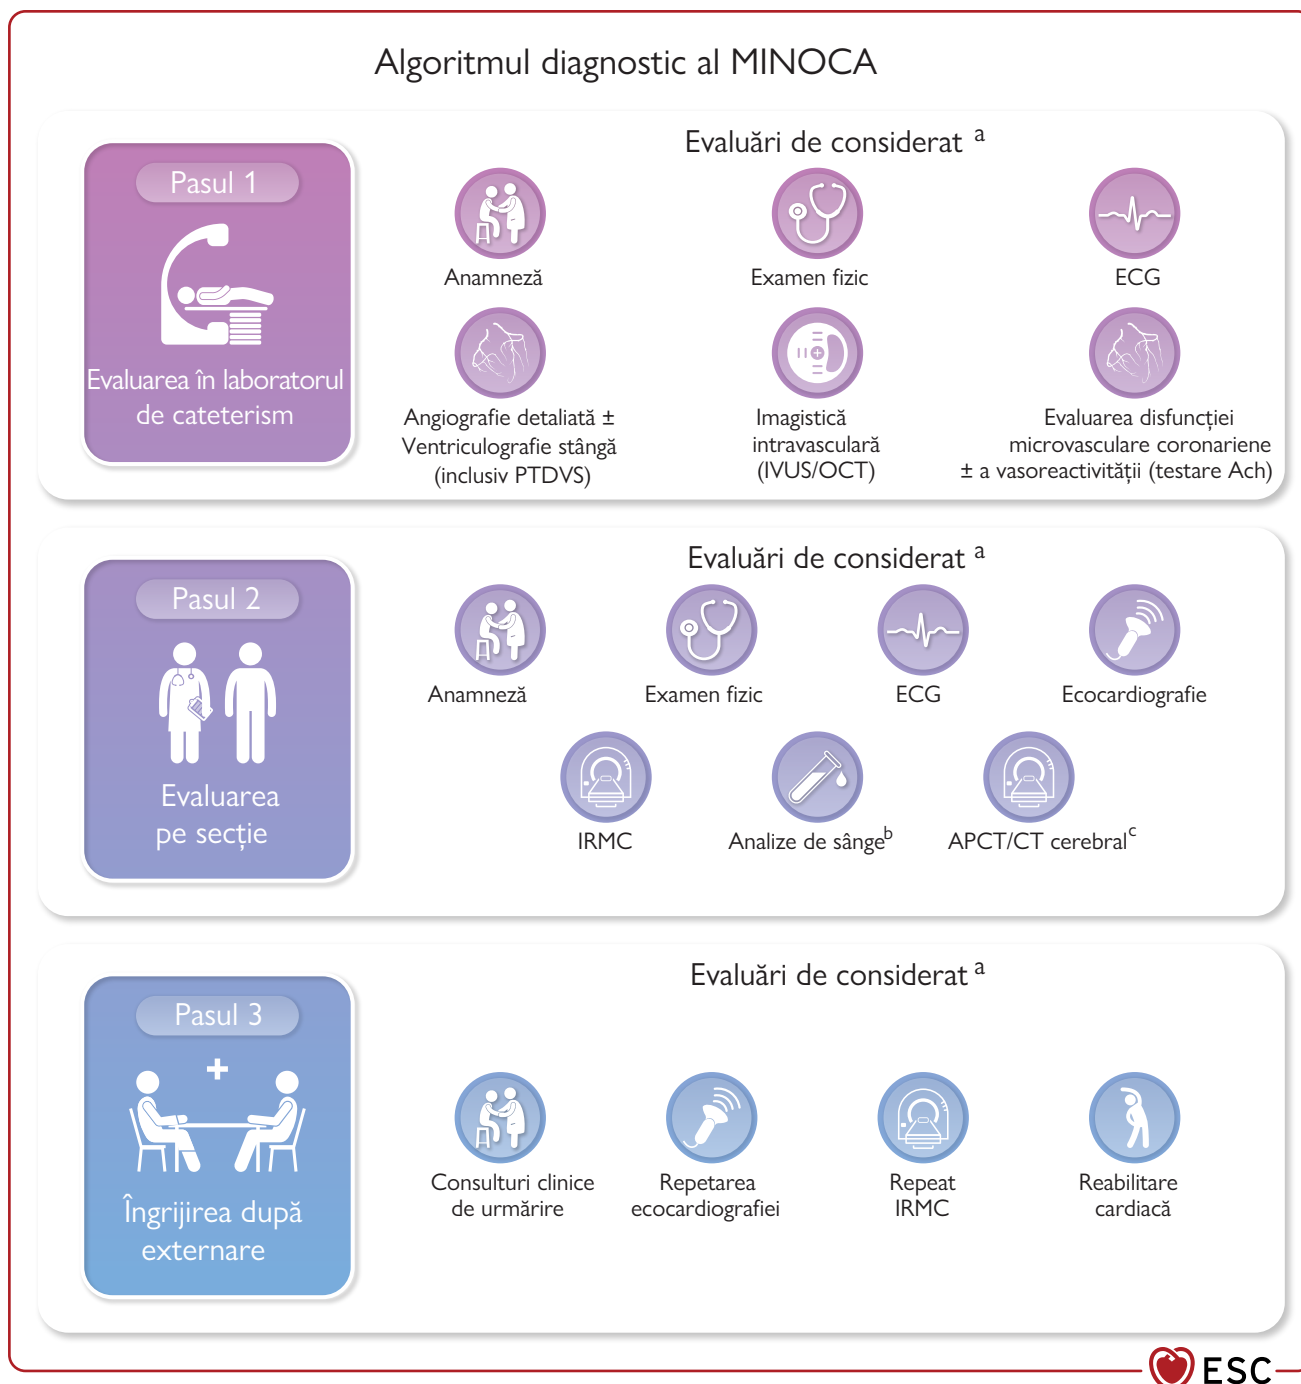 Algoritmul diagnostic al MINOCA
Pasul 1
Evaluarea în laboratorul
de cateterism
Evaluări de considerat a
Anamneză
Examen fizic
ECG
Angiografie detaliată ±
Ventriculografie stângă
(inclusiv PTDVS)
Imagistică
intravasculară
(IVUS/OCT)
Evaluarea disfuncției
microvasculare coronariene
± a vasoreactivității (testare Ach)
Pasul 2
Evaluarea
pe secție
Evaluări de considerat a
Anamneză
Examen fizic
ECG
Ecocardiografie
IRMC
Analize de sânge b
APCT/CT cerebral c
Pasul 3
Îngrijirea după
externare
Evaluări de considerat a
Consulturi clinice
de urmărire
Repetarea
ecocardiografiei
Repeat
IRMC
Reabilitare
cardiacă
ESC